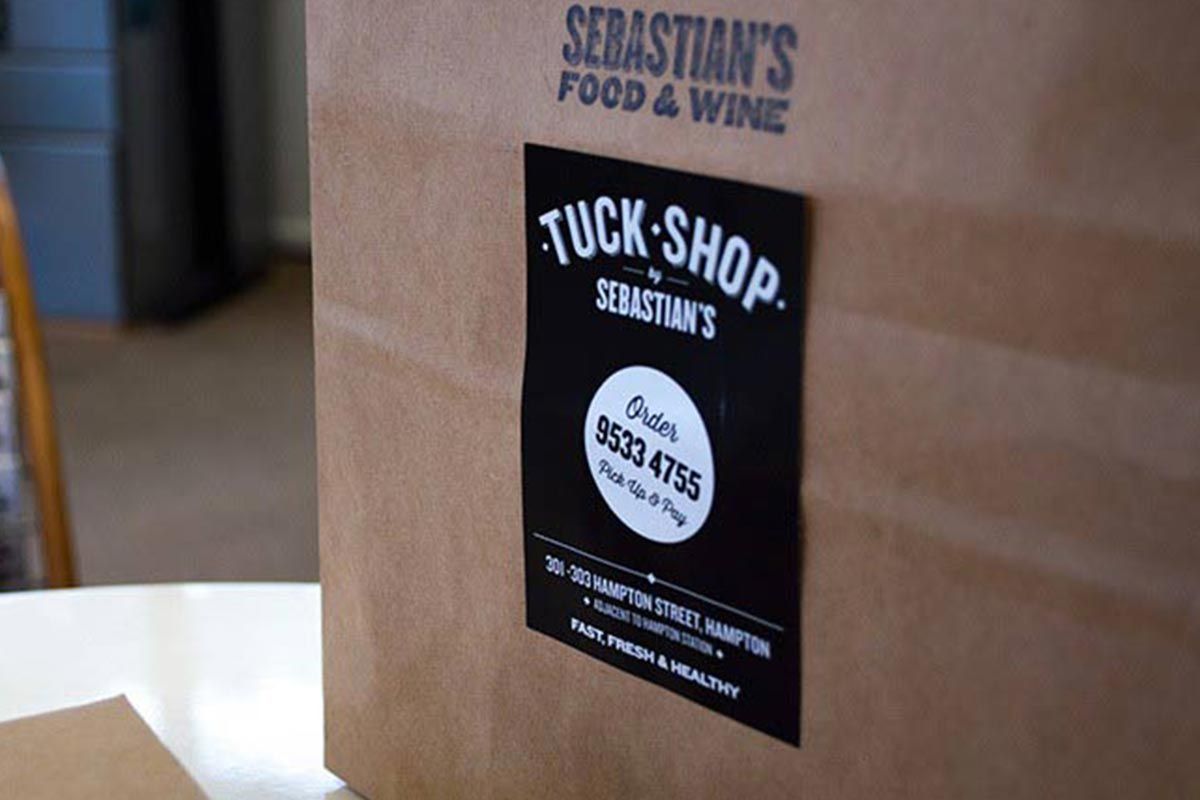 SEBASTIAN'S
FOOD & WINE
TUCK · SHOP
by
SEBASTIAN'S
Order
9533 4755
Pick Up & Pay
301-303 HAMPTON STREET, HAMPTON
ADJACENT TO HAMPTON STATION
FAST, FRESH & HEALTHY